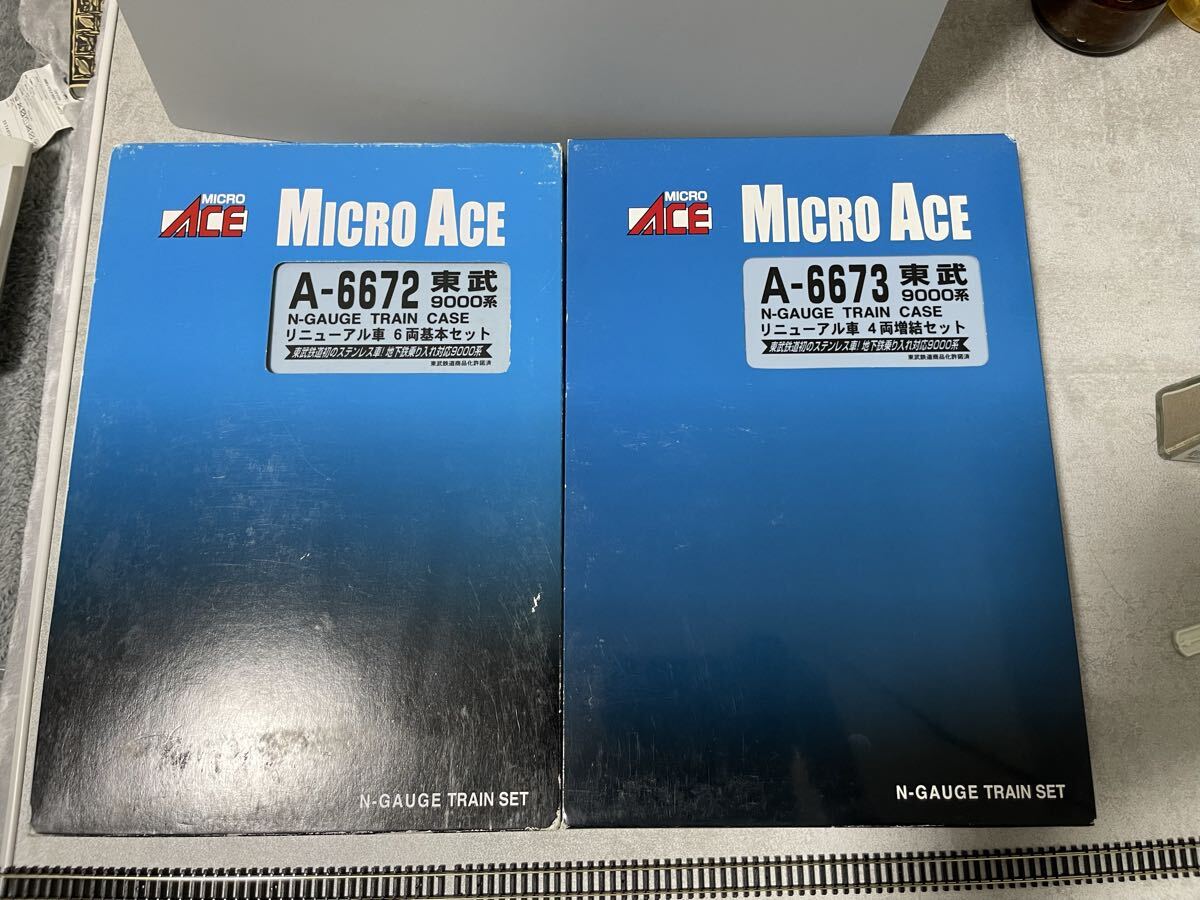 MICRO
ACE
MICRO ACE
A-6672 東武
9000系
N-GAUGE TRAIN CASE
リニューアル車 6両基本セット
東武鉄道初のステンレス車!地下鉄乗り入れ対応9000系
東武鉄道商品化許諾済
N-GAUGE TRAIN SET
MICRO
ACE
MICRO ACE
A-6673 東武
9000系
N-GAUGE TRAIN CASE
リニューアル車 4両増結セット
東武鉄道初のステンレス車!地下鉄乗り入れ対応9000系
東武鉄道商品化許諾済
N-GAUGE TRAIN SET